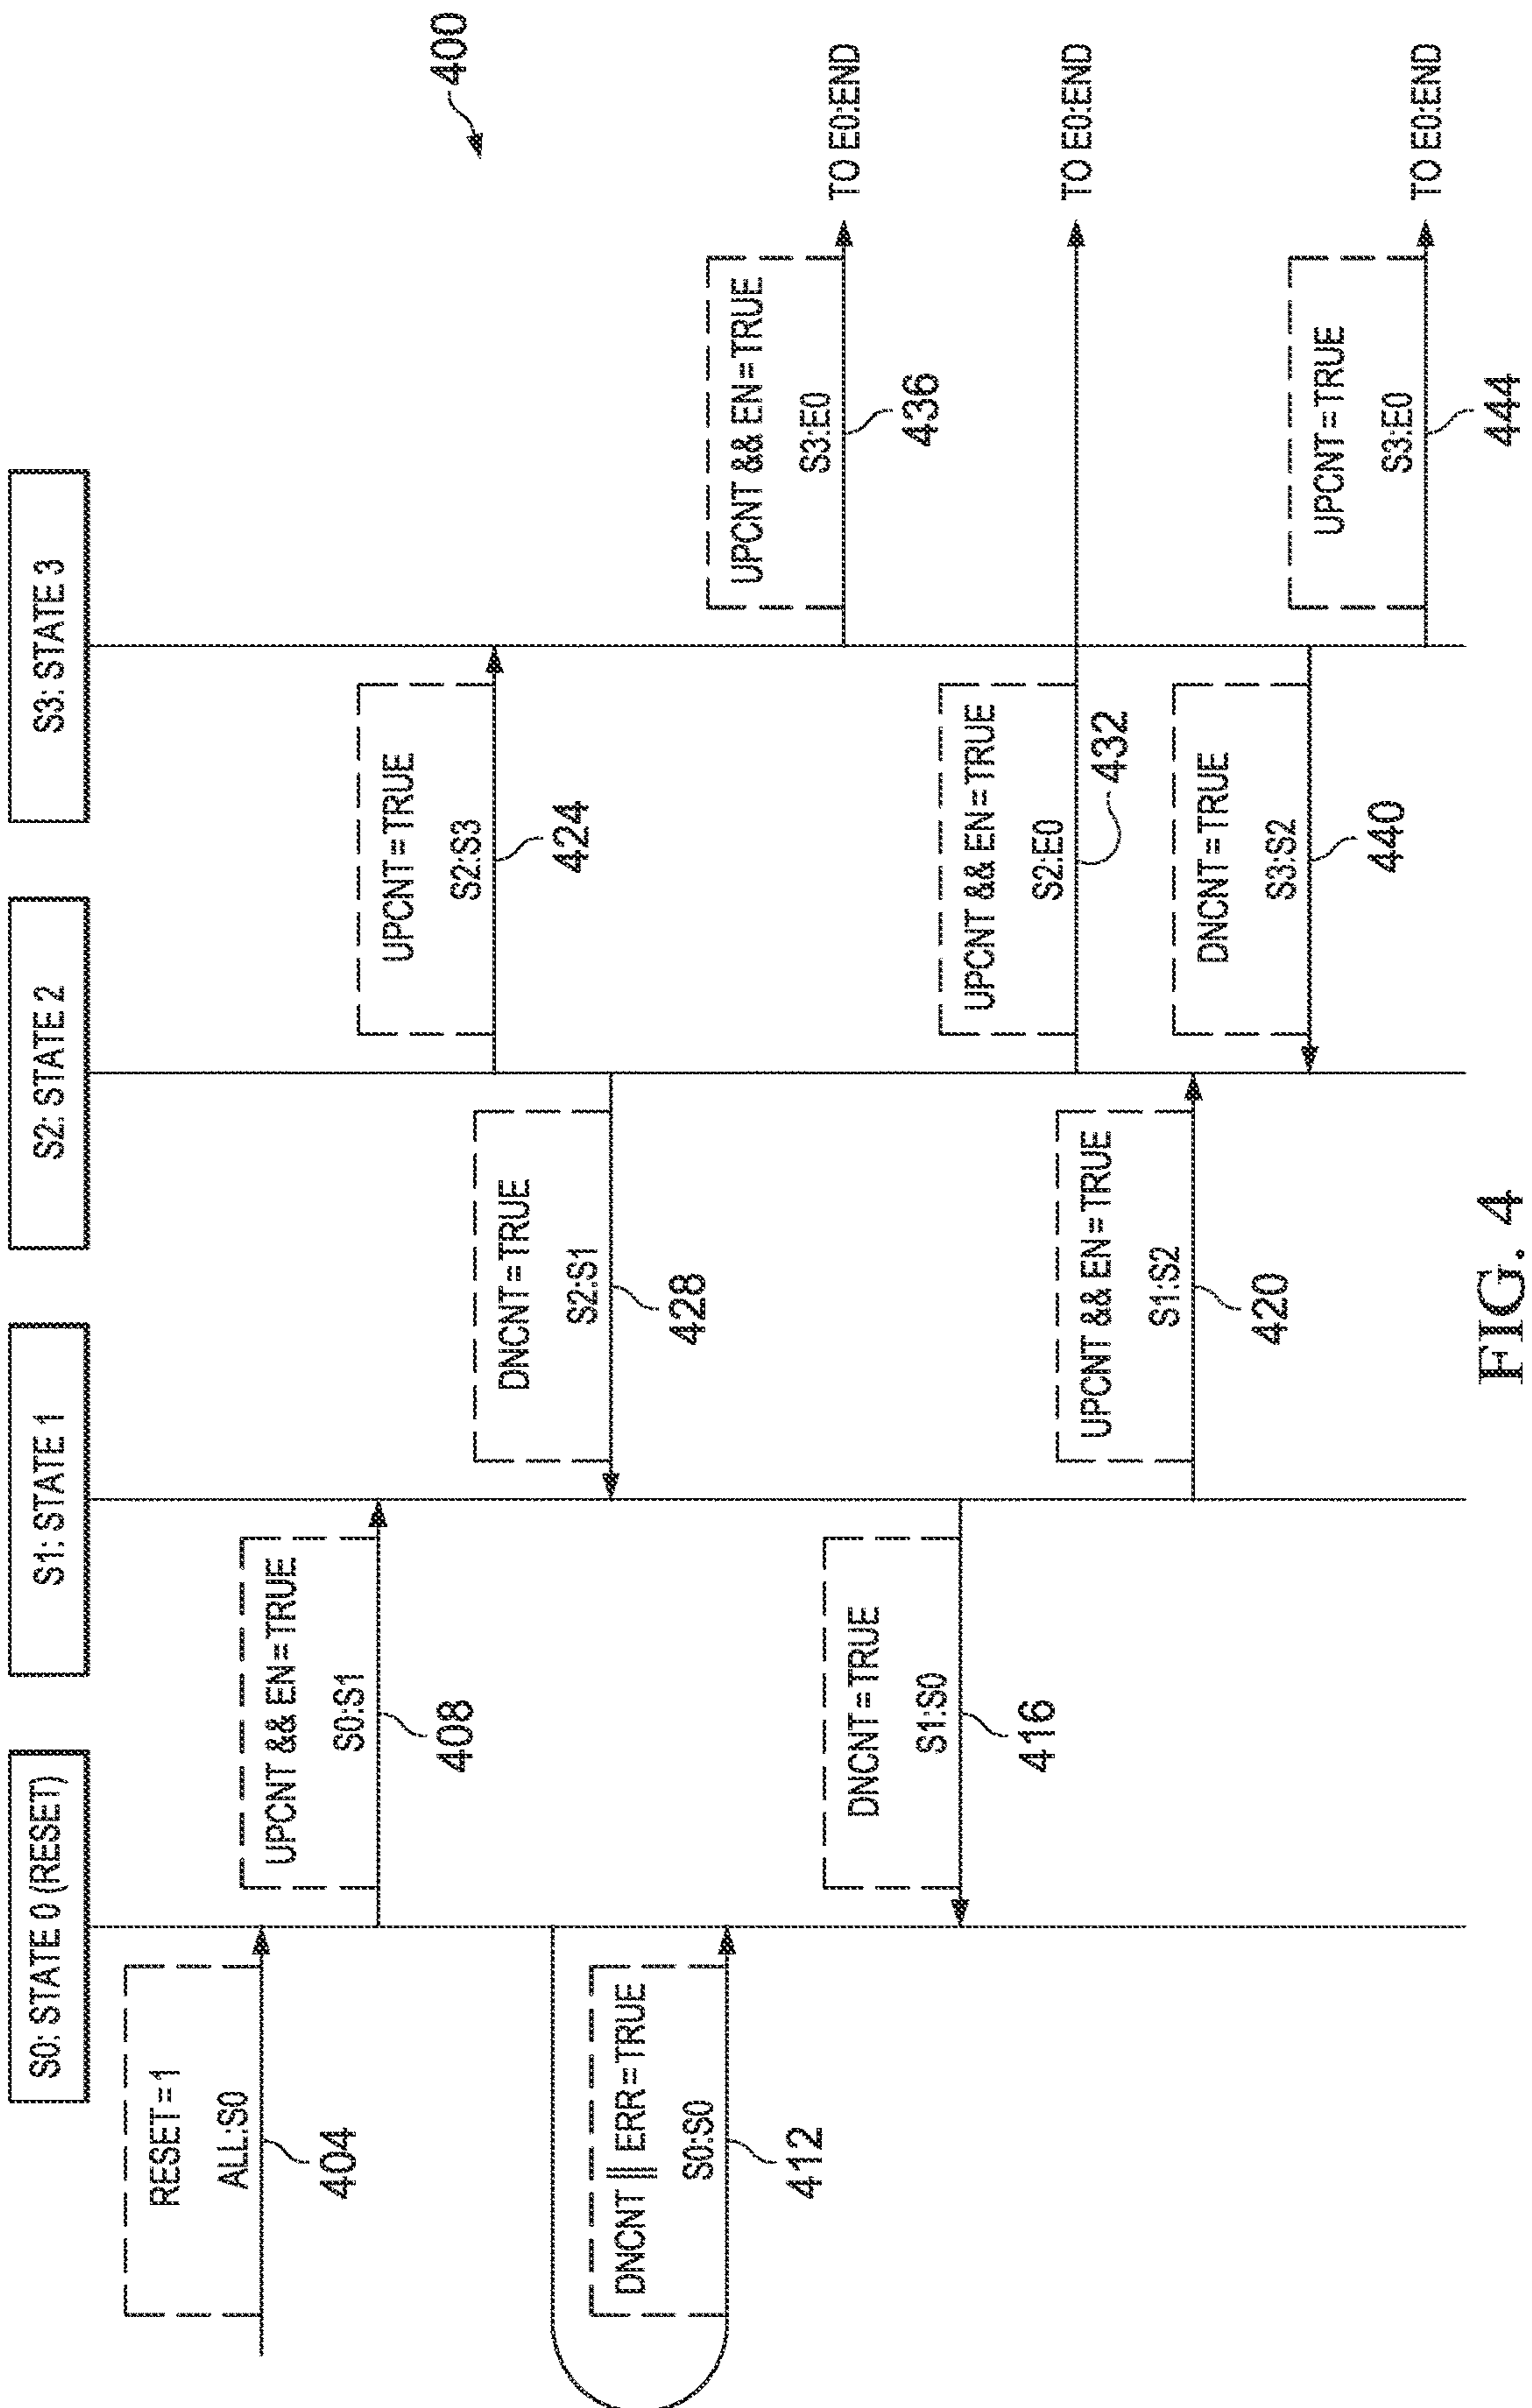 400
S0: STATE 0 (RESET)
S1: STATE 1
S2: STATE 2
S3: STATE 3
RESET=1
ALL:S0
404
UPCNT && EN=TRUE
S0:S1
408
UPCNT=TRUE
S2:S3
424
DNCNT=TRUE
S2:S1
428
DNCNT || ERR=TRUE
S0:S0
412
UPCNT && EN=TRUE
S3:E0
436
TO E0:END
DNCNT=TRUE
S1:S0
416
UPCNT && EN=TRUE
S2:E0
432
TO E0:END
UPCNT && EN=TRUE
S1:S2
420
DNCNT=TRUE
S3:S2
440
UPCNT=TRUE
S3:E0
444
TO E0:END
FIG. 4